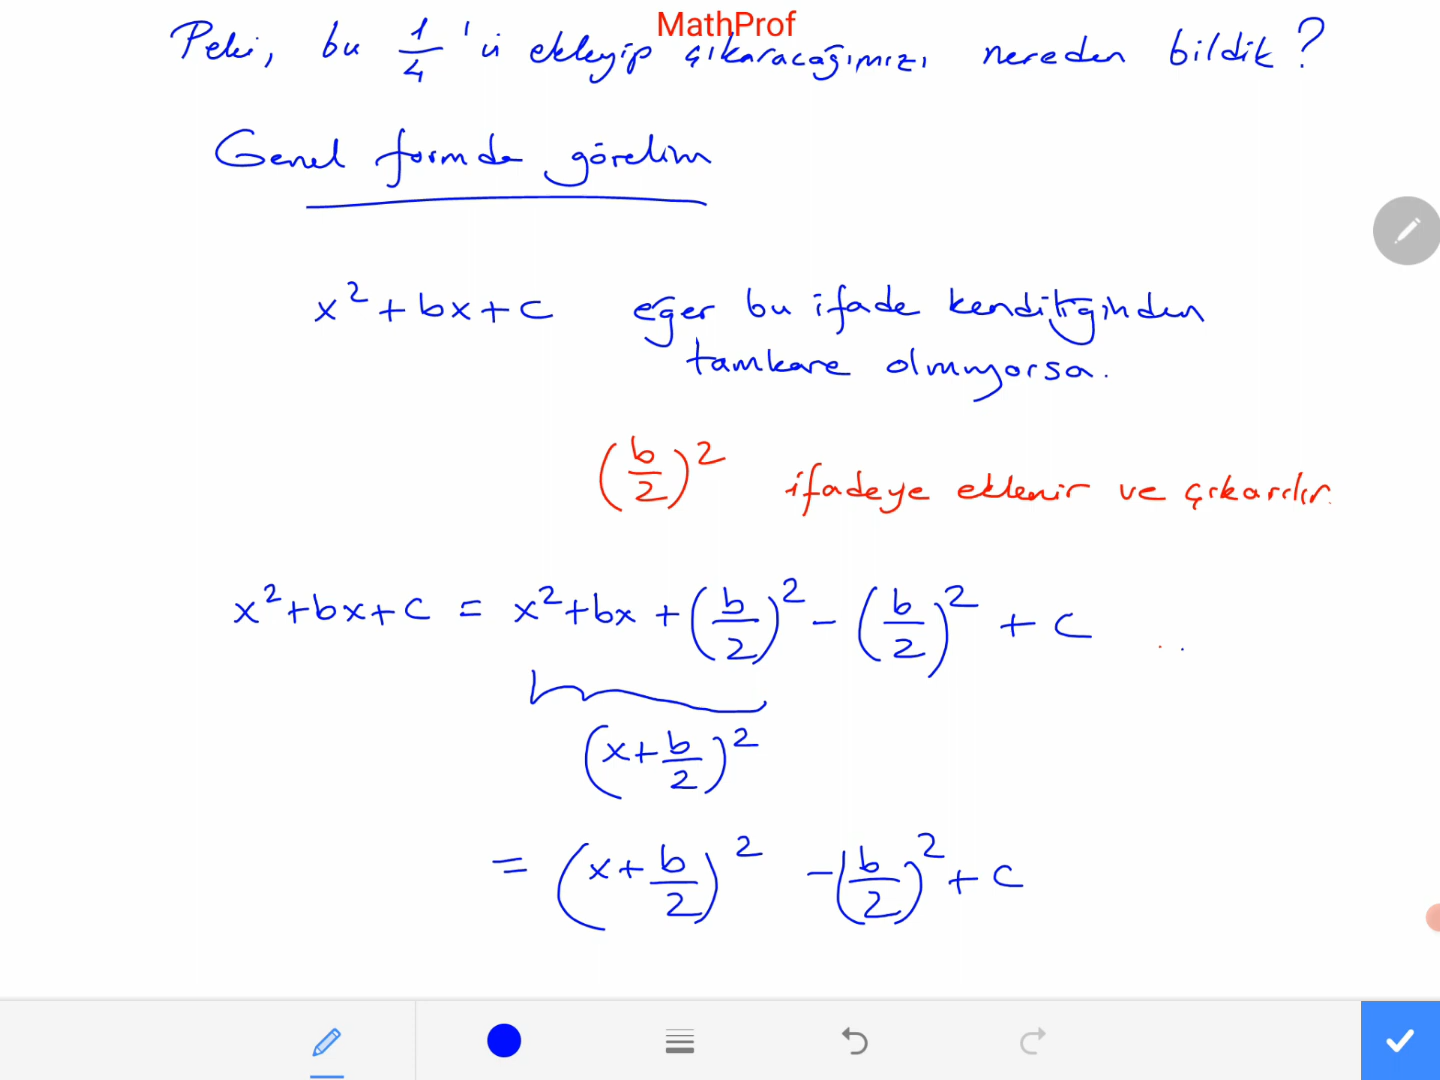 MathProf
Peki, bu 1/4 'ü ekleyip çıkaracağımızı nereden bildik?
Genel formda görelim
x² + bx + c eğer bu ifade kendiliğinden
tamkare olmuyorsa.
(b/2)² ifadeye eklenir ve çıkarılır.
x² + bx + c = x² + bx + (b/2)² - (b/2)² + c
(x + b/2)²
= (x + b/2)² - (b/2)² + c